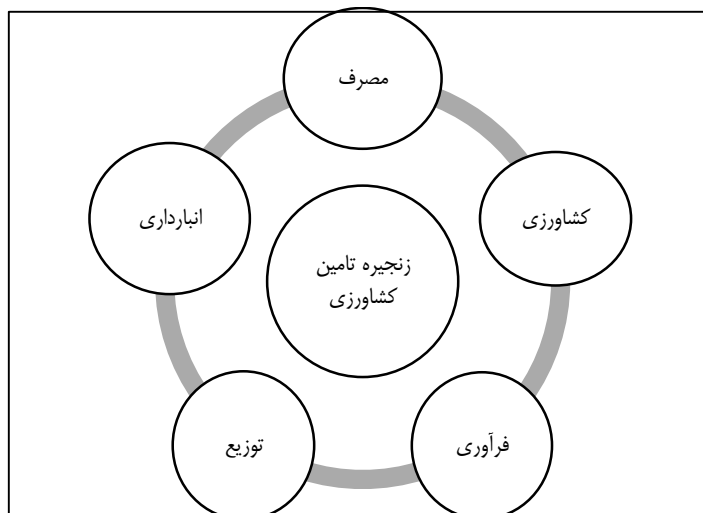 مصرف
کشاورزی
انبارداری
زنجیره تامین
کشاورزی
فرآوری
توزیع